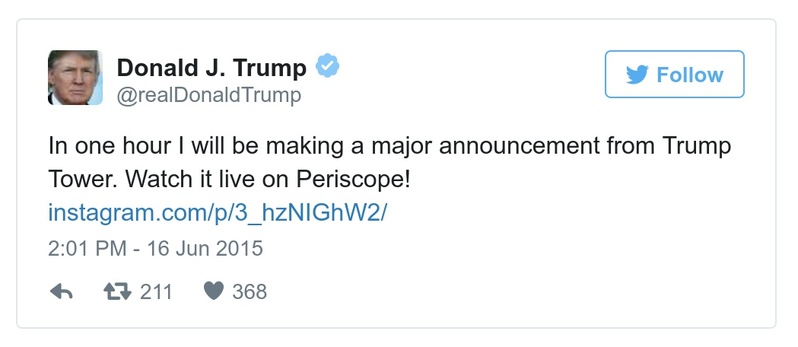 Donald J. Trump
@realDonaldTrump
Follow
In one hour I will be making a major announcement from Trump
Tower. Watch it live on Periscope!
instagram.com/p/3_hzNIGhW2/
2:01 PM - 16 Jun 2015
211 368